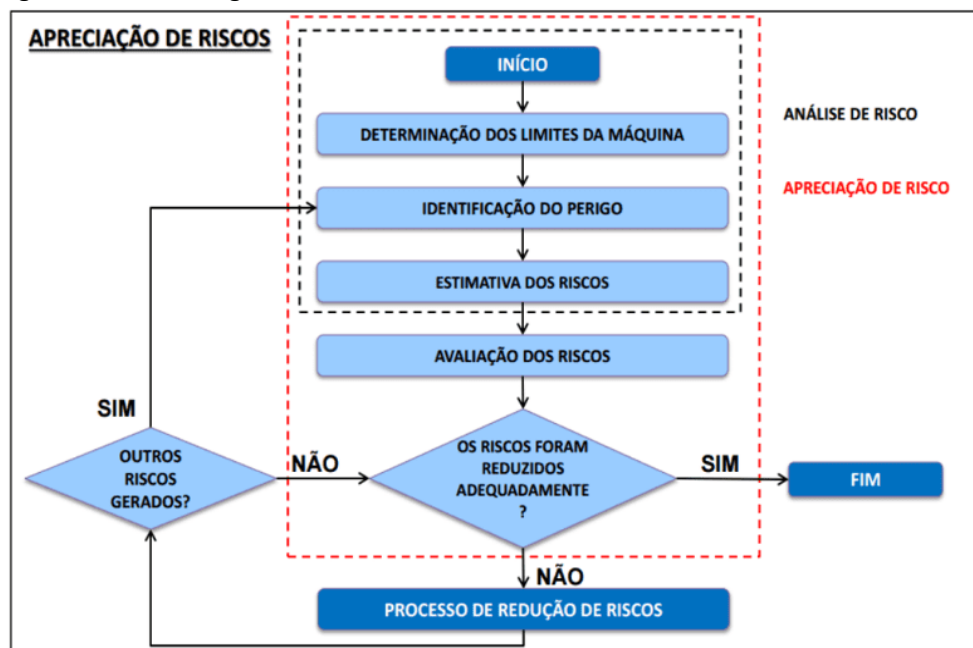 APRECIAÇÃO DE RISCOS
INÍCIO
ANÁLISE DE RISCO
DETERMINAÇÃO DOS LIMITES DA MÁQUINA
APRECIAÇÃO DE RISCO
IDENTIFICAÇÃO DO PERIGO
ESTIMATIVA DOS RISCOS
AVALIAÇÃO DOS RISCOS
SIM
OUTROS
RISCOS
GERADOS?
NÃO
OS RISCOS FORAM
REDUZIDOS
ADEQUADAMENTE
?
SIM
FIM
NÃO
PROCESSO DE REDUÇÃO DE RISCOS